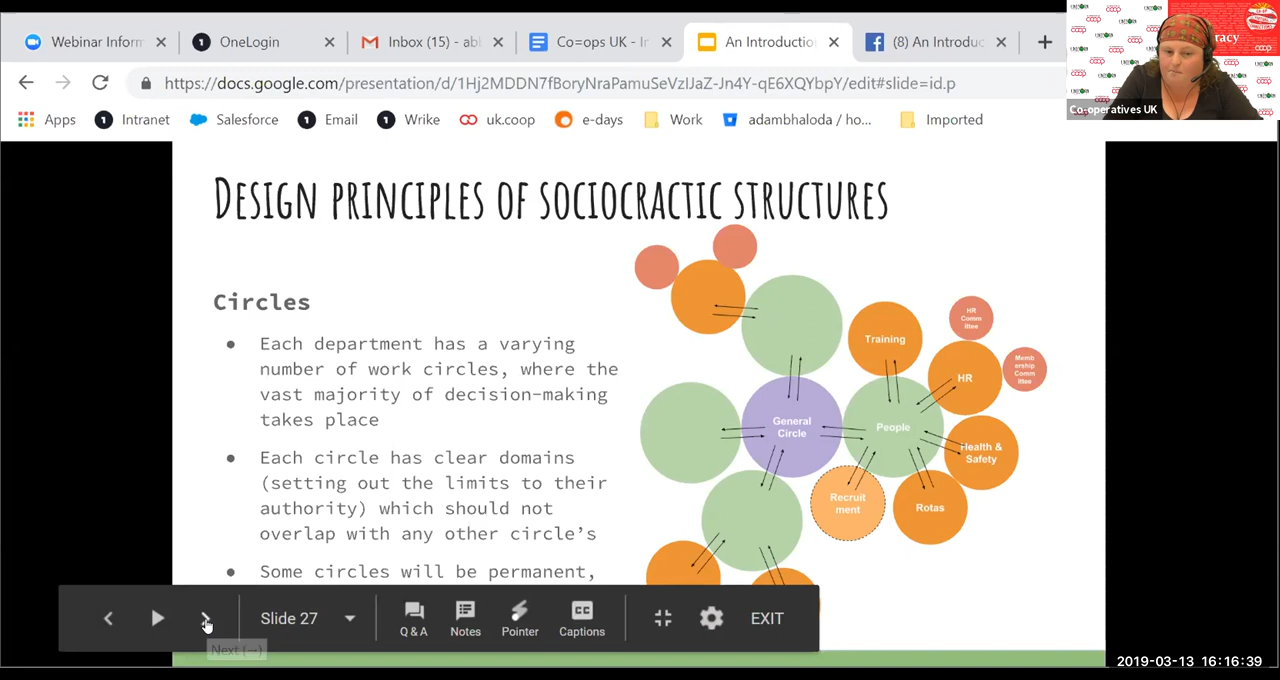 Webinar Inform
OneLogin
Inbox (15) - abl
Co=ops UK - In
An Introductio
(8) An Introduc
https://docs.google.com/presentation/d/1Hj2MDDN7fBoryNraPamuSeVzlJaZ-Jn4Y-qE6XQYbpY/edit#slide=id.p
Apps
Intranet
Salesforce
Email
Wrike
uk.coop
e-days
Work
adambhaloda / ho...
Imported
racy
Co-operatives UK
Design principles of sociocractic structures
Circles
● Each department has a varying
number of work circles, where the
vast majority of decision-making
takes place
● Each circle has clear domains
(setting out the limits to their
authority) which should not
overlap with any other circle's
● Some circles will be permanent,
General
Circle
People
Training
HR
HR
Comm
ittee
Memb
ership
Comm
ittee
Health &
Safety
Rotas
Recruit
ment
Slide 27
Q & A
Notes
Pointer
CC
Captions
EXIT
Next (→)
2019-03-13 16:16:39